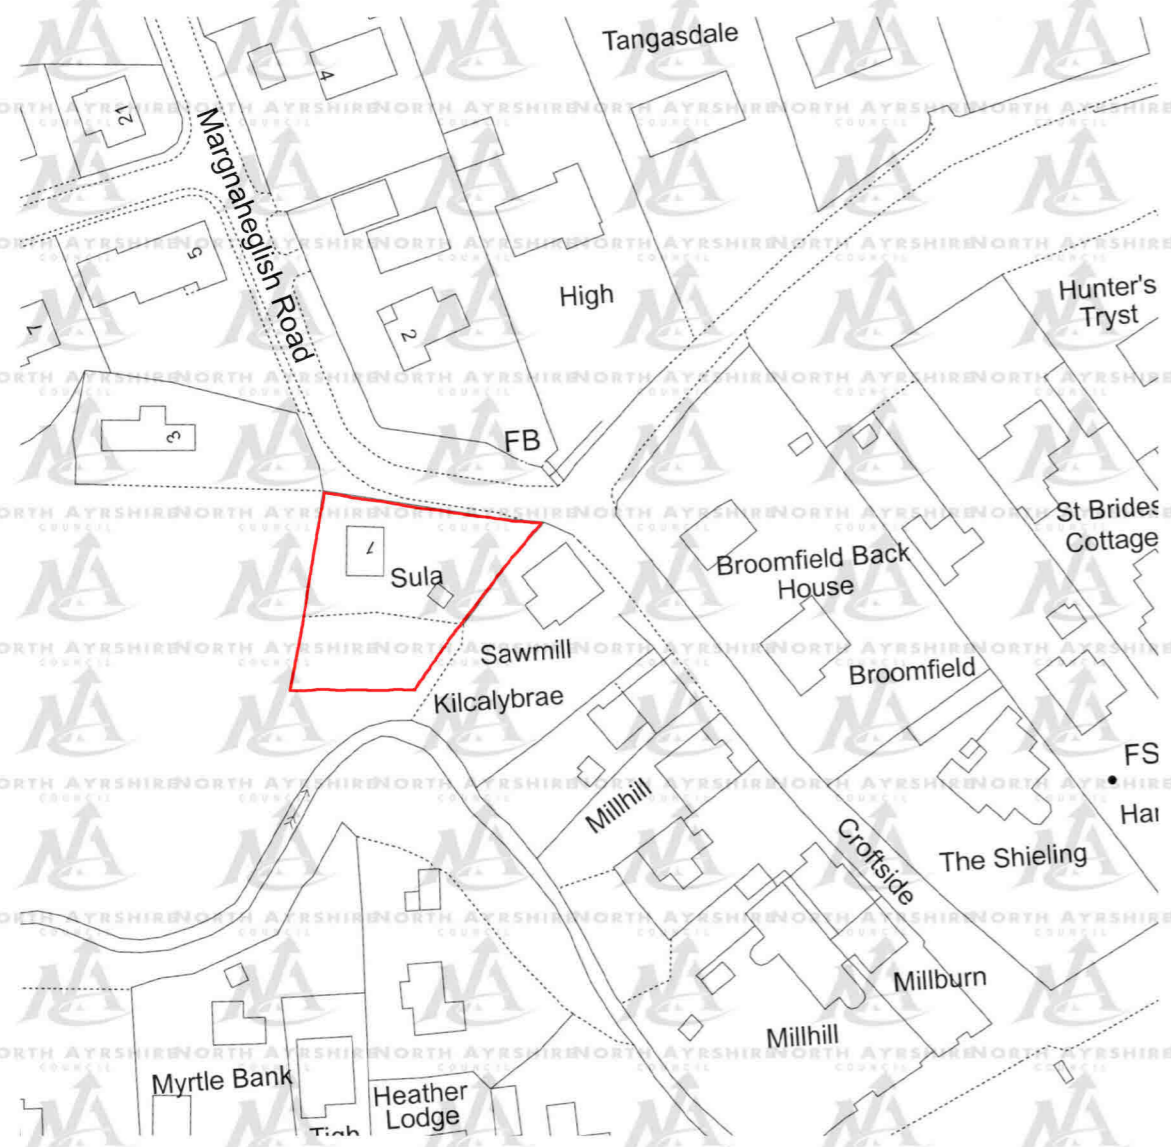 Tangasdale
4
21
Margnaheglish Road
5
High
2
7
Hunter's
Tryst
3
FB
1
Sula
St Brides
Cottage
Broomfield Back
House
Sawmill
Broomfield
Kilcalybrae
FS
Millhill
Croftside
The Shieling
Millburn
Millhill
Myrtle Bank
Heather
Lodge
NORTH AYRSHIRE
COUNCIL